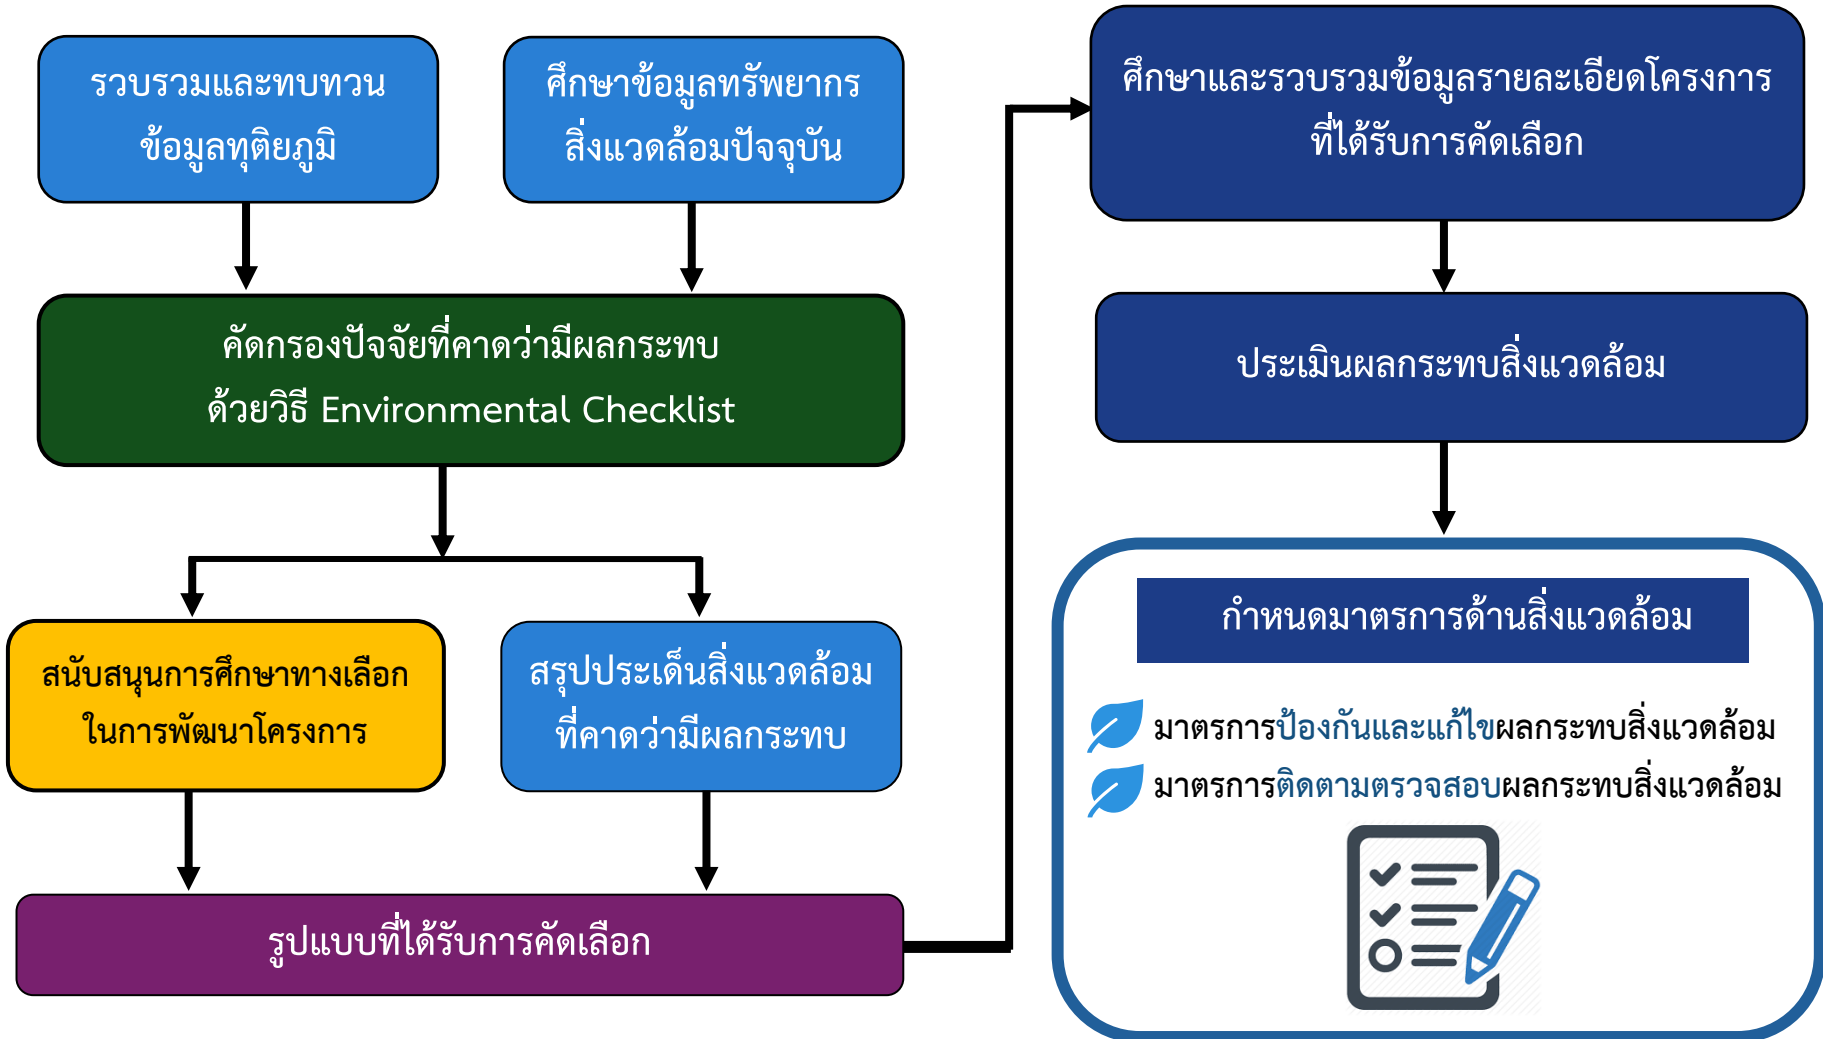 รวบรวมและทบทวน
ข้อมูลทุติยภูมิ
ศึกษาข้อมูลทรัพยากร
สิ่งแวดล้อมปัจจุบัน
คัดกรองปัจจัยที่คาดว่ามีผลกระทบ
ด้วยวิธี Environmental Checklist
สนับสนุนการศึกษาทางเลือก
ในการพัฒนาโครงการ
สรุปประเด็นสิ่งแวดล้อม
ที่คาดว่ามีผลกระทบ
รูปแบบที่ได้รับการคัดเลือก
ศึกษาและรวบรวมข้อมูลรายละเอียดโครงการ
ที่ได้รับการคัดเลือก
ประเมินผลกระทบสิ่งแวดล้อม
กำหนดมาตรการด้านสิ่งแวดล้อม
มาตรการป้องกันและแก้ไขผลกระทบสิ่งแวดล้อม
มาตรการติดตามตรวจสอบผลกระทบสิ่งแวดล้อม